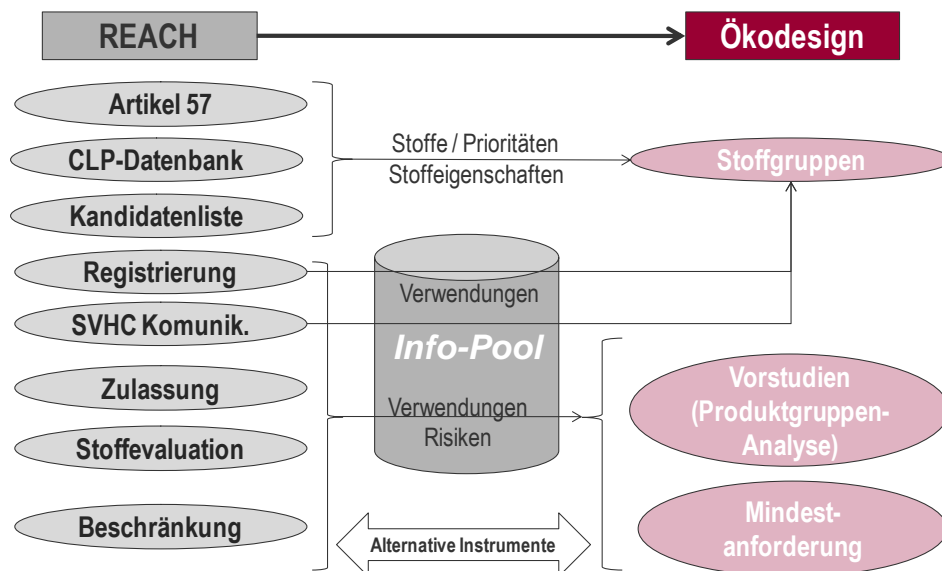 REACH
Ökodesign
Artikel 57
CLP-Datenbank
Kandidatenliste
Stoffe / Prioritäten
Stoffeigenschaften
Stoffgruppen
Registrierung
SVHC Komunik.
Zulassung
Stoffevaluation
Beschränkung
Verwendungen
Info-Pool
Verwendungen
Risiken
Alternative Instrumente
Vorstudien
(Produktgruppen-
Analyse)
Mindest-
anforderung